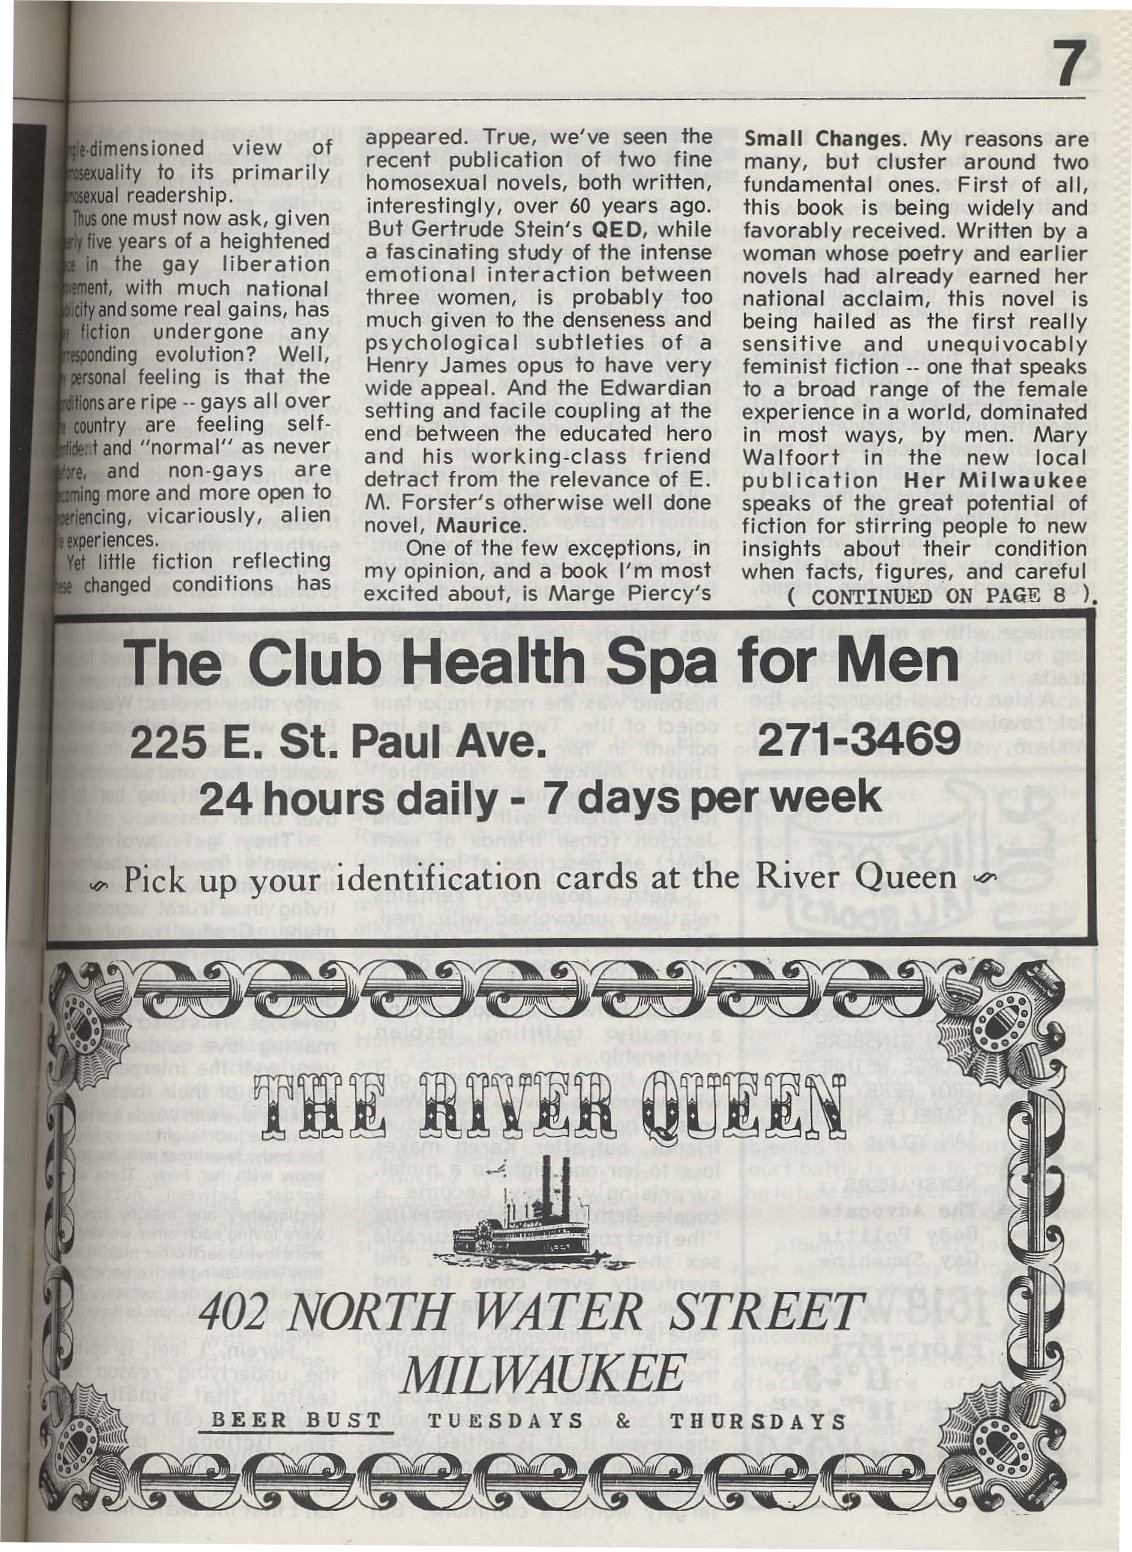 7
view of
to its primarily
readership.
Thus one must now ask, given
five years of a heightened
in the gay liberation
with much national
and some real gains, has
fiction undergone any
evolution? Well,
personal feeling is that the
are ripe -- gays all over
country are feeling self-
and "normal" as never
and non-gays are
more and more open to
vicariously, alien
experiences.
Yet little fiction reflecting
changed conditions has
appeared. True, we've seen the
recent publication of two fine
homosexual novels, both written,
interestingly, over 60 years ago.
But Gertrude Stein's QED, while
a fascinating study of the intense
emotional interaction between
three women, is probably too
much given to the denseness and
psychological subtleties of a
Henry James opus to have very
wide appeal. And the Edwardian
setting and facile coupling at the
end between the educated hero
and his working-class friend
detract from the relevance of E.
M. Forster's otherwise well done
novel, Maurice.
One of the few exceptions, in
my opinion, and a book I'm most
excited about, is Marge Piercy's
Small Changes. My reasons are
many, but cluster around two
fundamental ones. First of all,
this book is being widely and
favorably received. Written by a
woman whose poetry and earlier
novels had already earned her
national acclaim, this novel is
being hailed as the first really
sensitive and unequivocably
feminist fiction -- one that speaks
to a broad range of the female
experience in a world, dominated
in most ways, by men. Mary
Walfoort in the new local
publication Her Milwaukee
speaks of the great potential of
fiction for stirring people to new
insights about their condition
when facts, figures, and careful
( CONTINUED ON PAGE 8 ).
The Club Health Spa for Men
225 E. St. Paul Ave. 271-3469
24 hours daily - 7 days per week
Pick up your identification cards at the River Queen
THE RIVER QUEEN
402 NORTH WATER STREET
MILWAUKEE
BEER BUST TUESDAYS & THURSDAYS